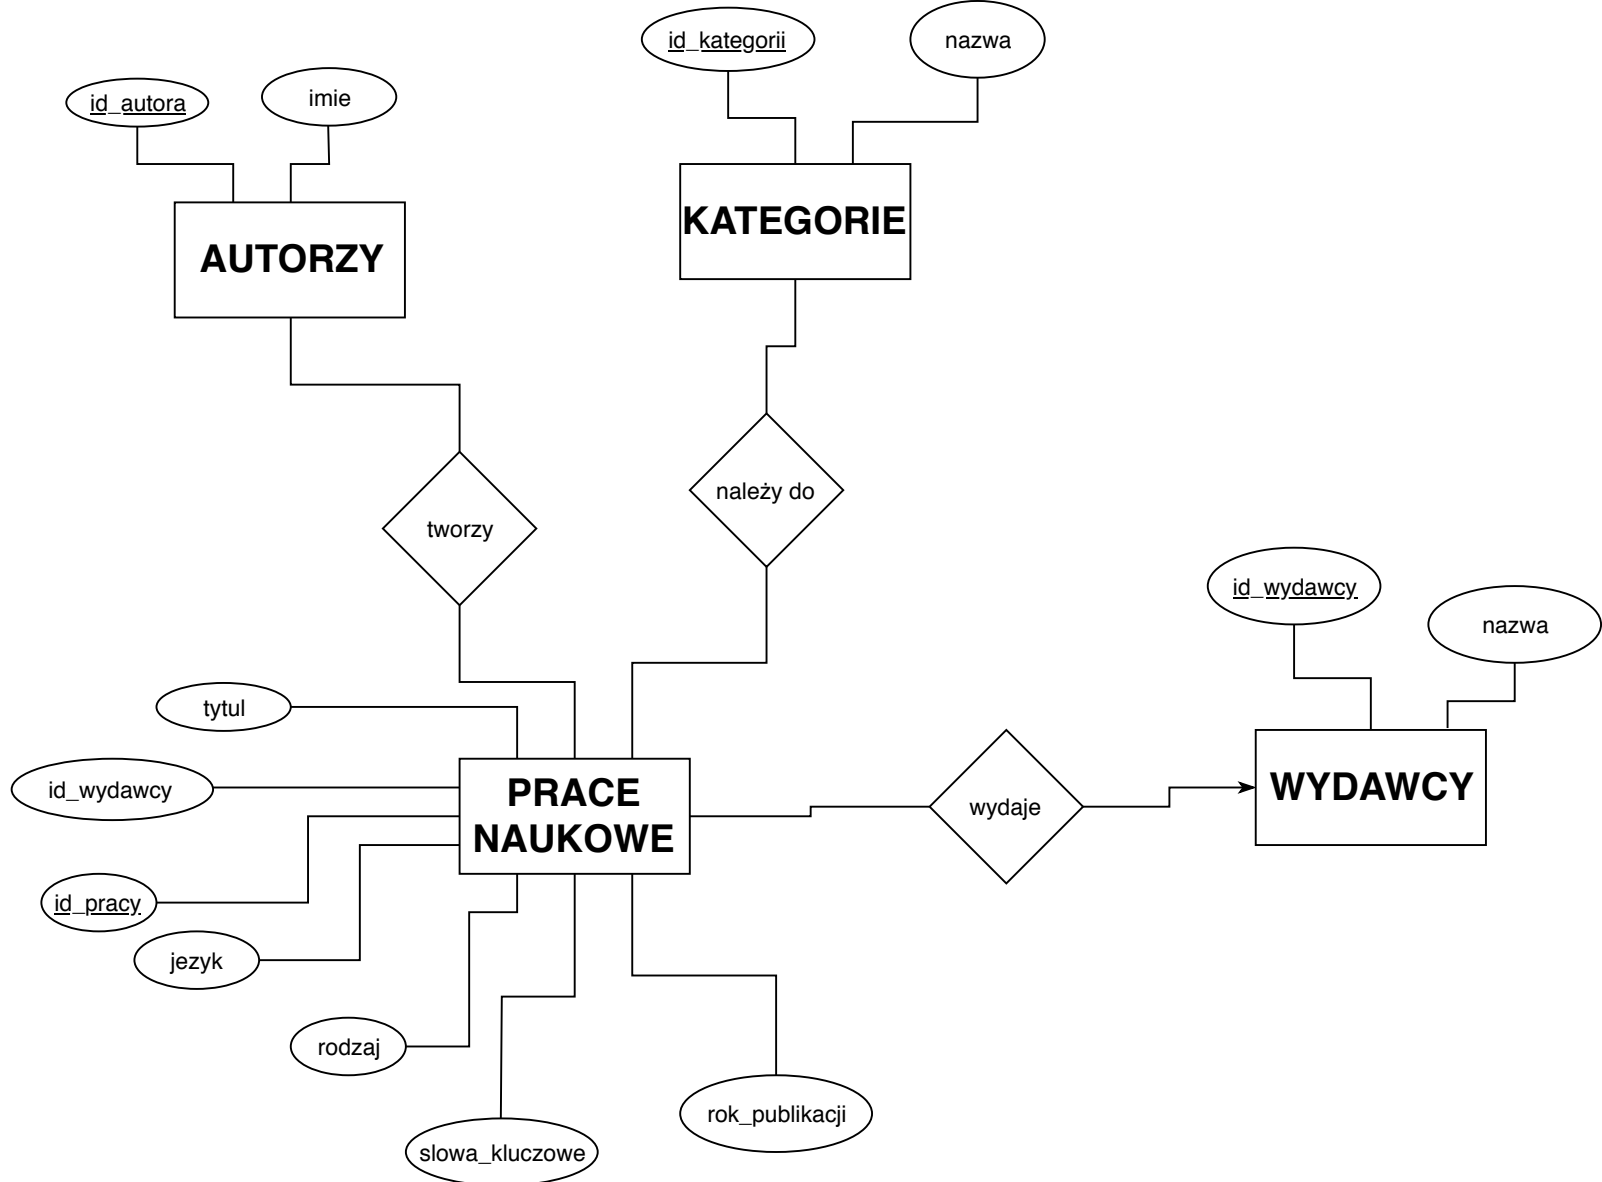 id_kategorii
nazwa
id_autora
imie
KATEGORIE
AUTORZY
należy do
tworzy
id_wydawcy
nazwa
tytul
id_wydawcy
PRACE
NAUKOWE
wydaje
WYDAWCY
id_pracy
jezyk
rodzaj
rok_publikacji
slowa_kluczowe